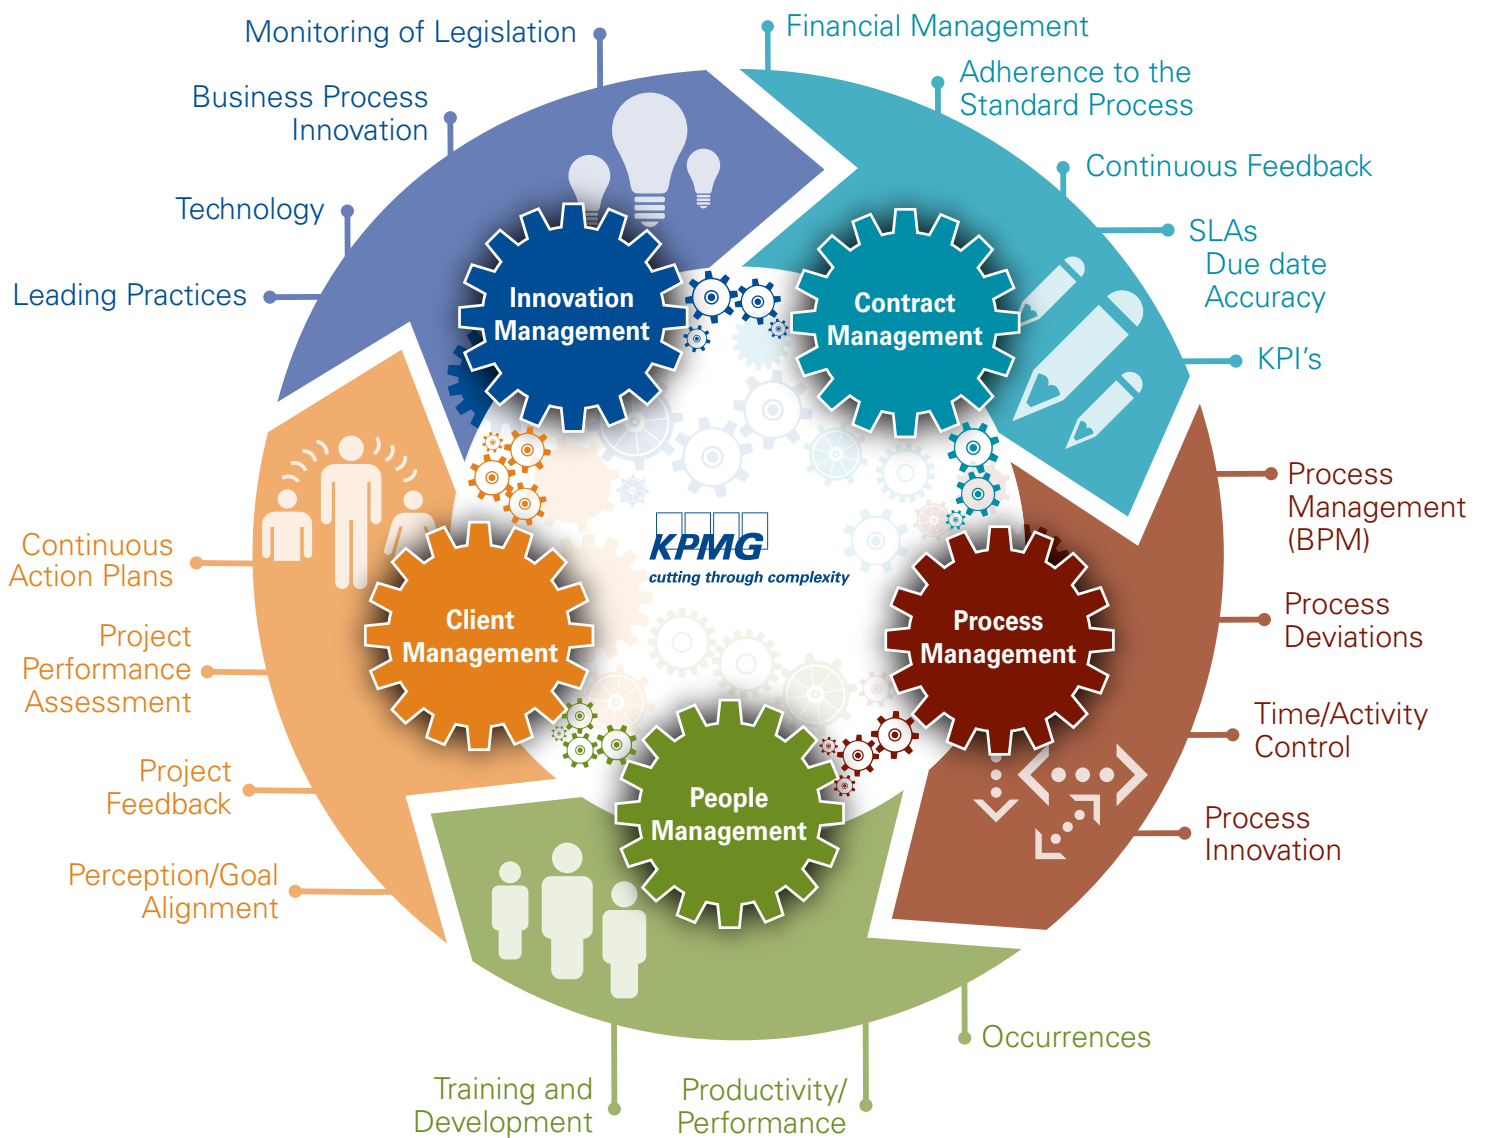 Monitoring of Legislation
Business Process
Innovation
Technology
Leading Practices
Financial Management
Adherence to the
Standard Process
Continuous Feedback
SLAs
Due date
Accuracy
KPI's
Innovation
Management
Contract
Management
KPMG
cutting through complexity
Client
Management
Process
Management
People
Management
Continuous
Action Plans
Project
Performance
Assessment
Project
Feedback
Perception/Goal
Alignment
Process
Management
(BPM)
Process
Deviations
Time/Activity
Control
Process
Innovation
Occurrences
Productivity/
Performance
Training and
Development